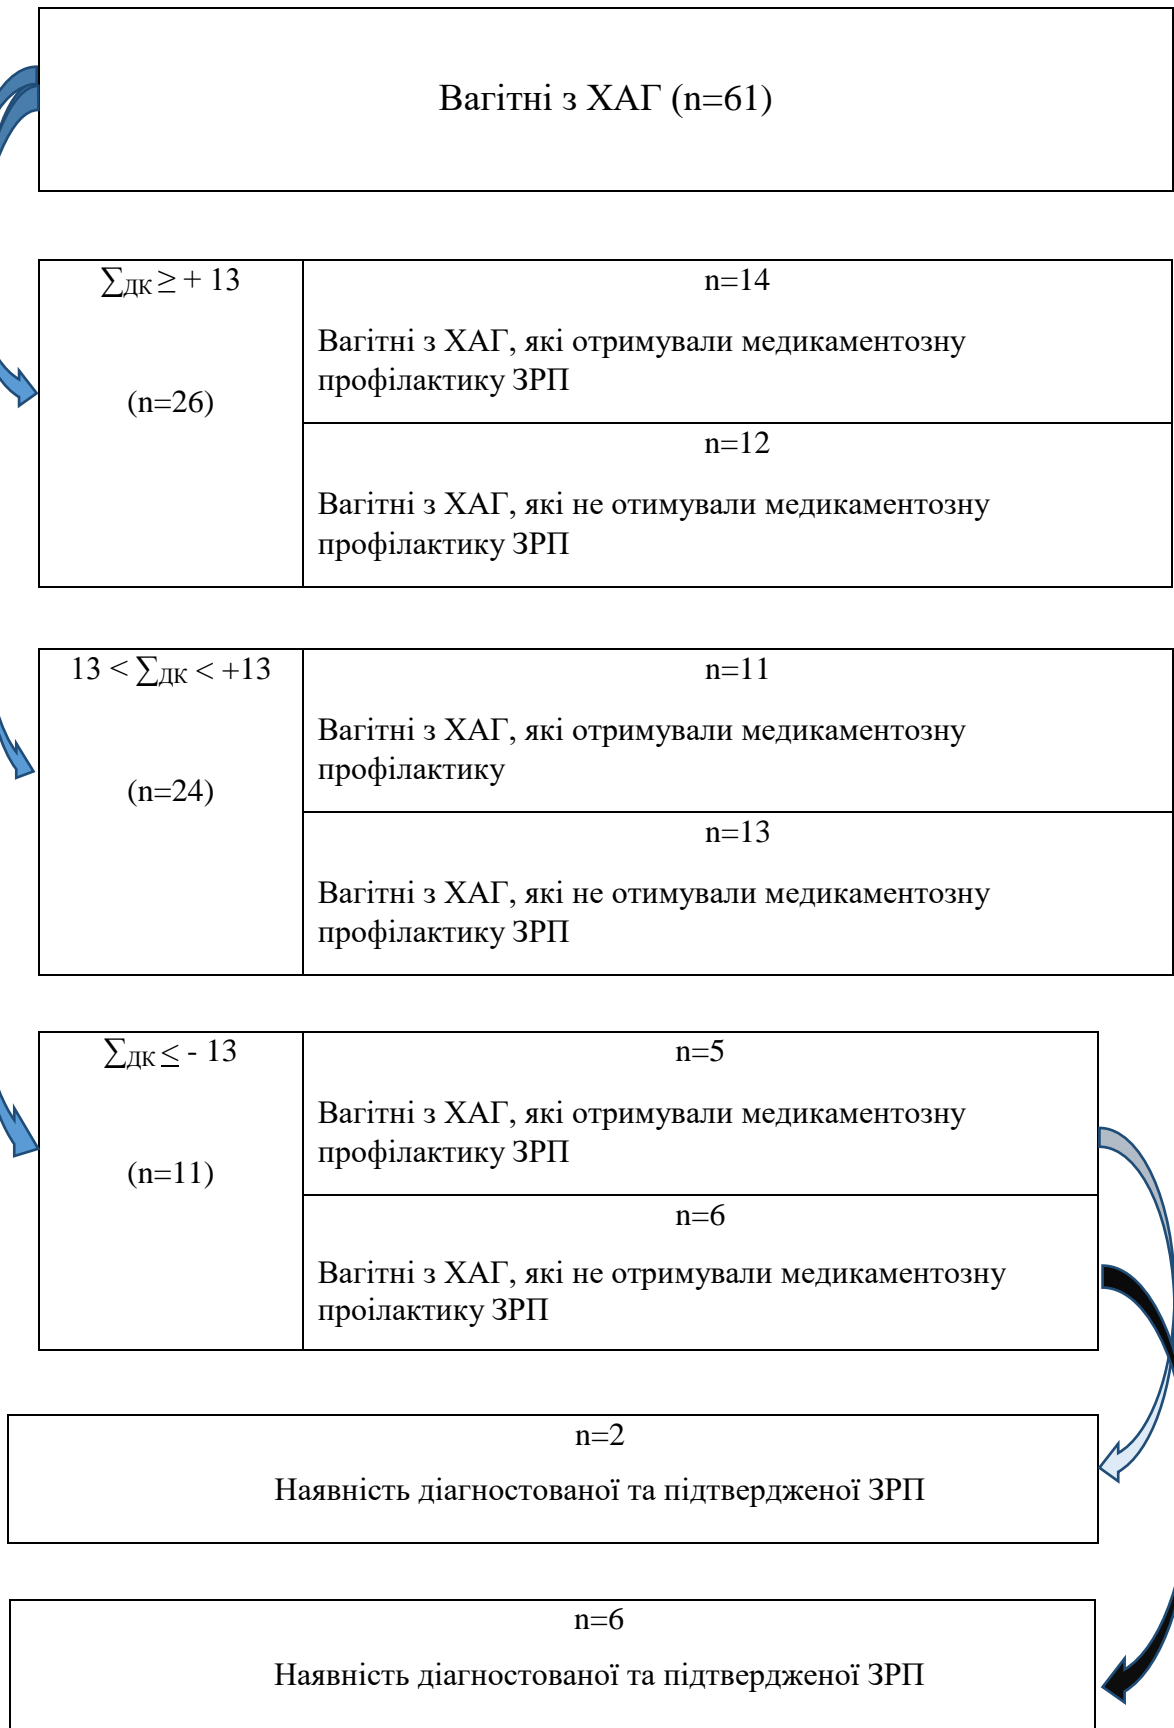 Вагітні з ХАГ (n=61)
∑ДК ≥ + 13
(n=26)
n=14
Вагітні з ХАГ, які отримували медикаментозну
профілактику ЗРП
n=12
Вагітні з ХАГ, які не отимували медикаментозну
профілактику ЗРП
13 < ∑ДК < +13
(n=24)
n=11
Вагітні з ХАГ, які отримували медикаментозну
профілактику
n=13
Вагітні з ХАГ, які не отимували медикаментозну
профілактику ЗРП
∑ДК ≤ - 13
(n=11)
n=5
Вагітні з ХАГ, які отримували медикаментозну
профілактику ЗРП
n=6
Вагітні з ХАГ, які не отримували медикаментозну
проілактику ЗРП
n=2
Наявність діагностованої та підтвердженої ЗРП
n=6
Наявність діагностованої та підтвердженої ЗРП